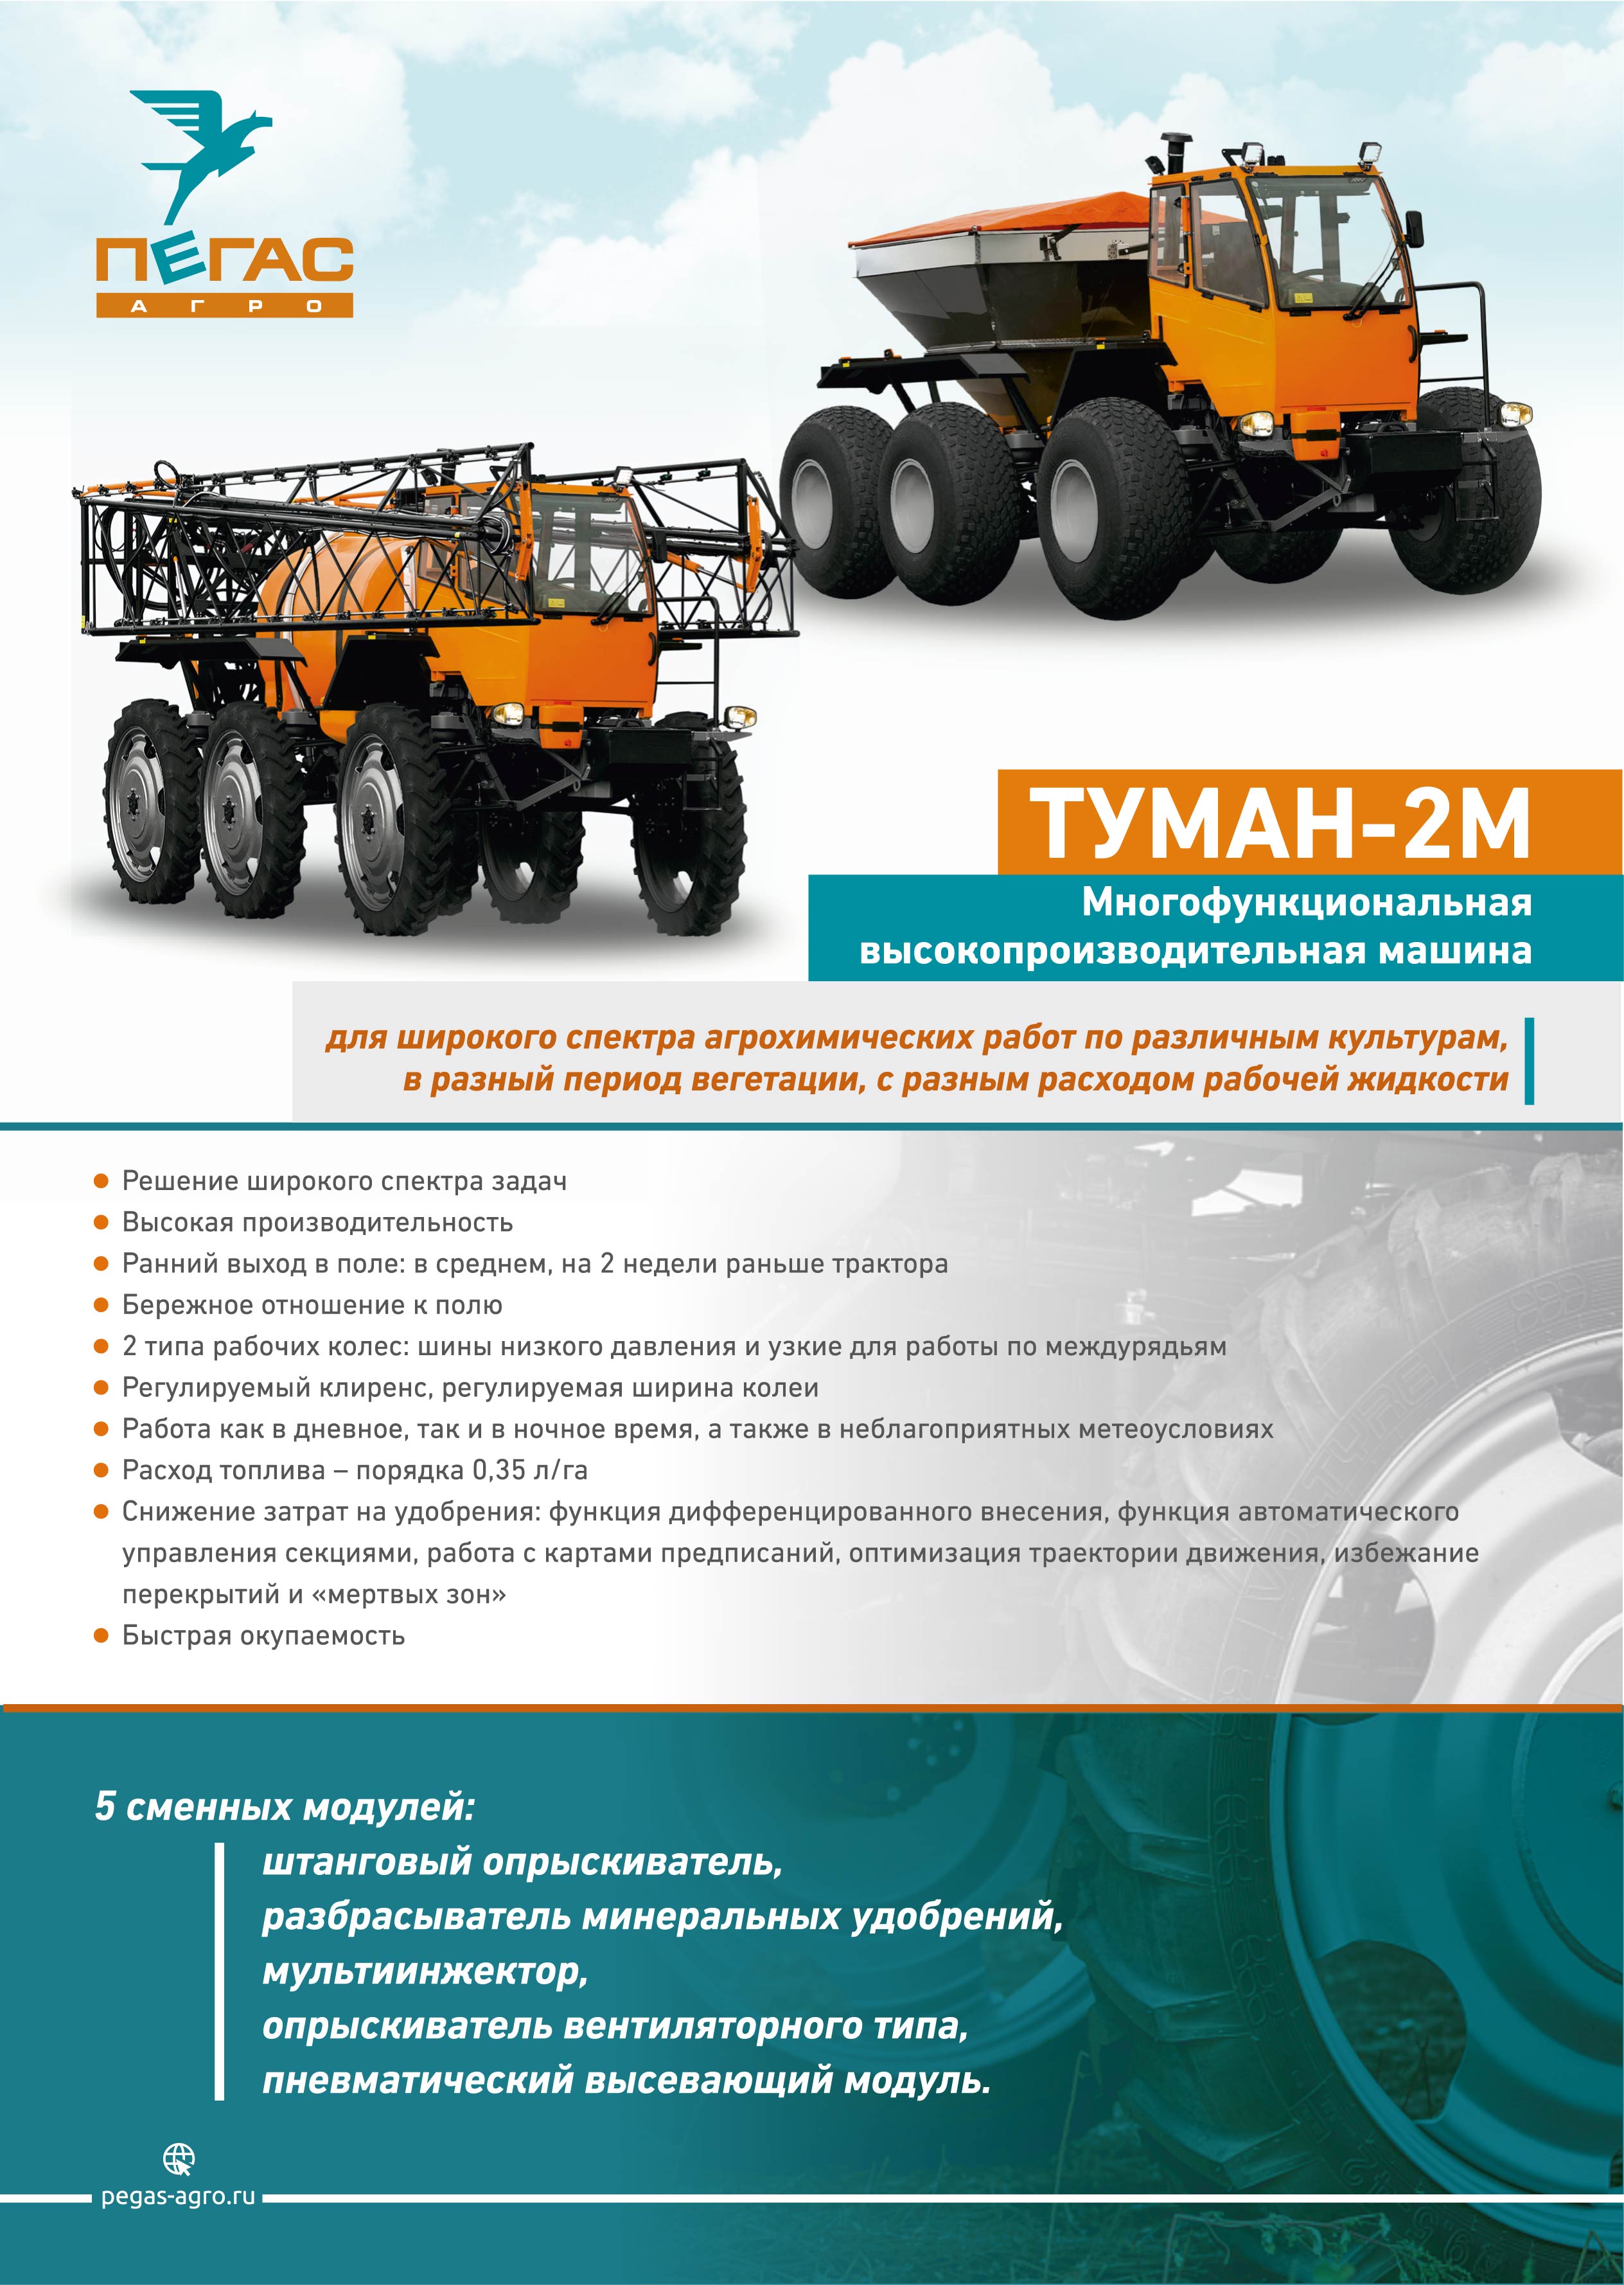 ПЕГАС
АГРО
ТУМАН-2М
Многофункциональная
высокопроизводительная машина
для широкого спектра агрохимических работ по различным культурам,
в разный период вегетации, с разным расходом рабочей жидкости
Решение широкого спектра задач
Высокая производительность
Ранний выход в поле: в среднем, на 2 недели раньше трактора
Бережное отношение к полю
2 типа рабочих колес: шины низкого давления и узкие для работы по междурядьям
Регулируемый клиренс, регулируемая ширина колеи
Работа как в дневное, так и в ночное время, а также в неблагоприятных метеоусловиях
Расход топлива – порядка 0,35 л/га
Снижение затрат на удобрения: функция дифференцированного внесения, функция автоматического
управления секциями, работа с картами предписаний, оптимизация траектории движения, избежание
перекрытий и «мертвых зон»
Быстрая окупаемость
5 сменных модулей:
штанговый опрыскиватель,
разбрасыватель минеральных удобрений,
мультиинжектор,
опрыскиватель вентиляторного типа,
пневматический высевающий модуль.
pegas-agro.ru